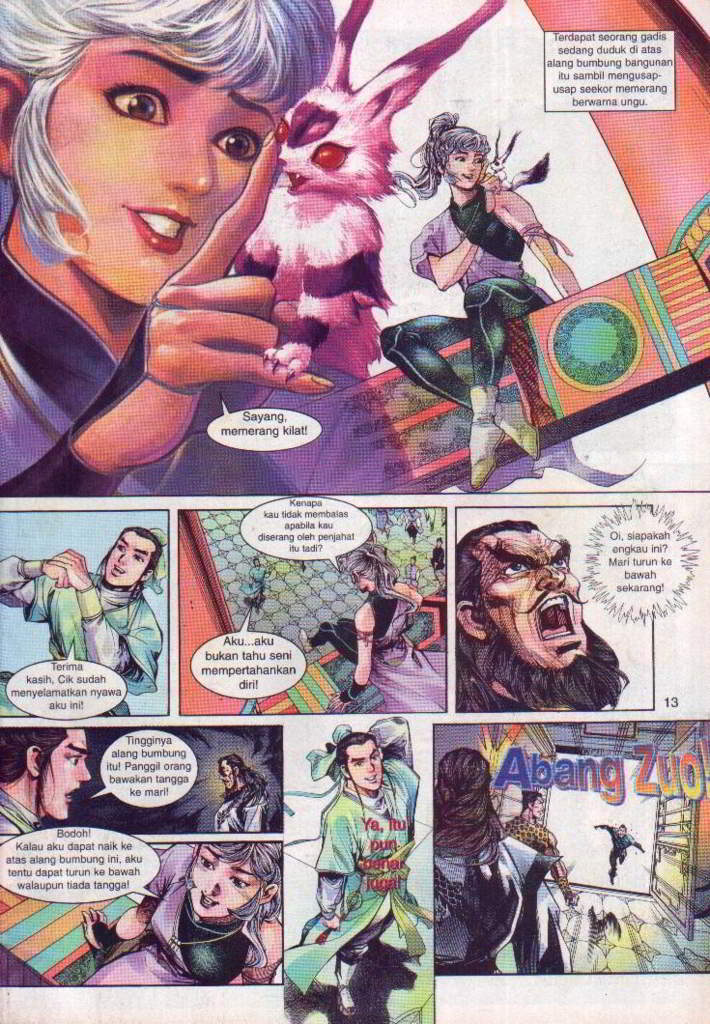 Terdapat seorang gadis
sedang duduk di atas
alang bumbung bangunan
itu sambil mengusap-
usap seekor memerang
berwarna ungu.
Sayang,
memerang kilat!
Terima
kasih, Cik sudah
menyelamatkan nyawa
aku ini!
Kenapa
kau tidak membalas
apabila kau
diserang oleh penjahat
itu tadi?
Aku...aku
bukan tahu seni
mempertahankan
diri!
Oi, siapakah
engkau ini?
Mari turun ke
bawah
sekarang!
13
Tingginya
alang bumbung
itu! Panggil orang
bawakan tangga
ke mari!
Bodoh!
Kalau aku dapat naik ke
atas alang bumbung ini, aku
tentu dapat turun ke bawah
walaupun tiada tangga!
Ya, itu
pun
benar
juga!
Abang Zuo!